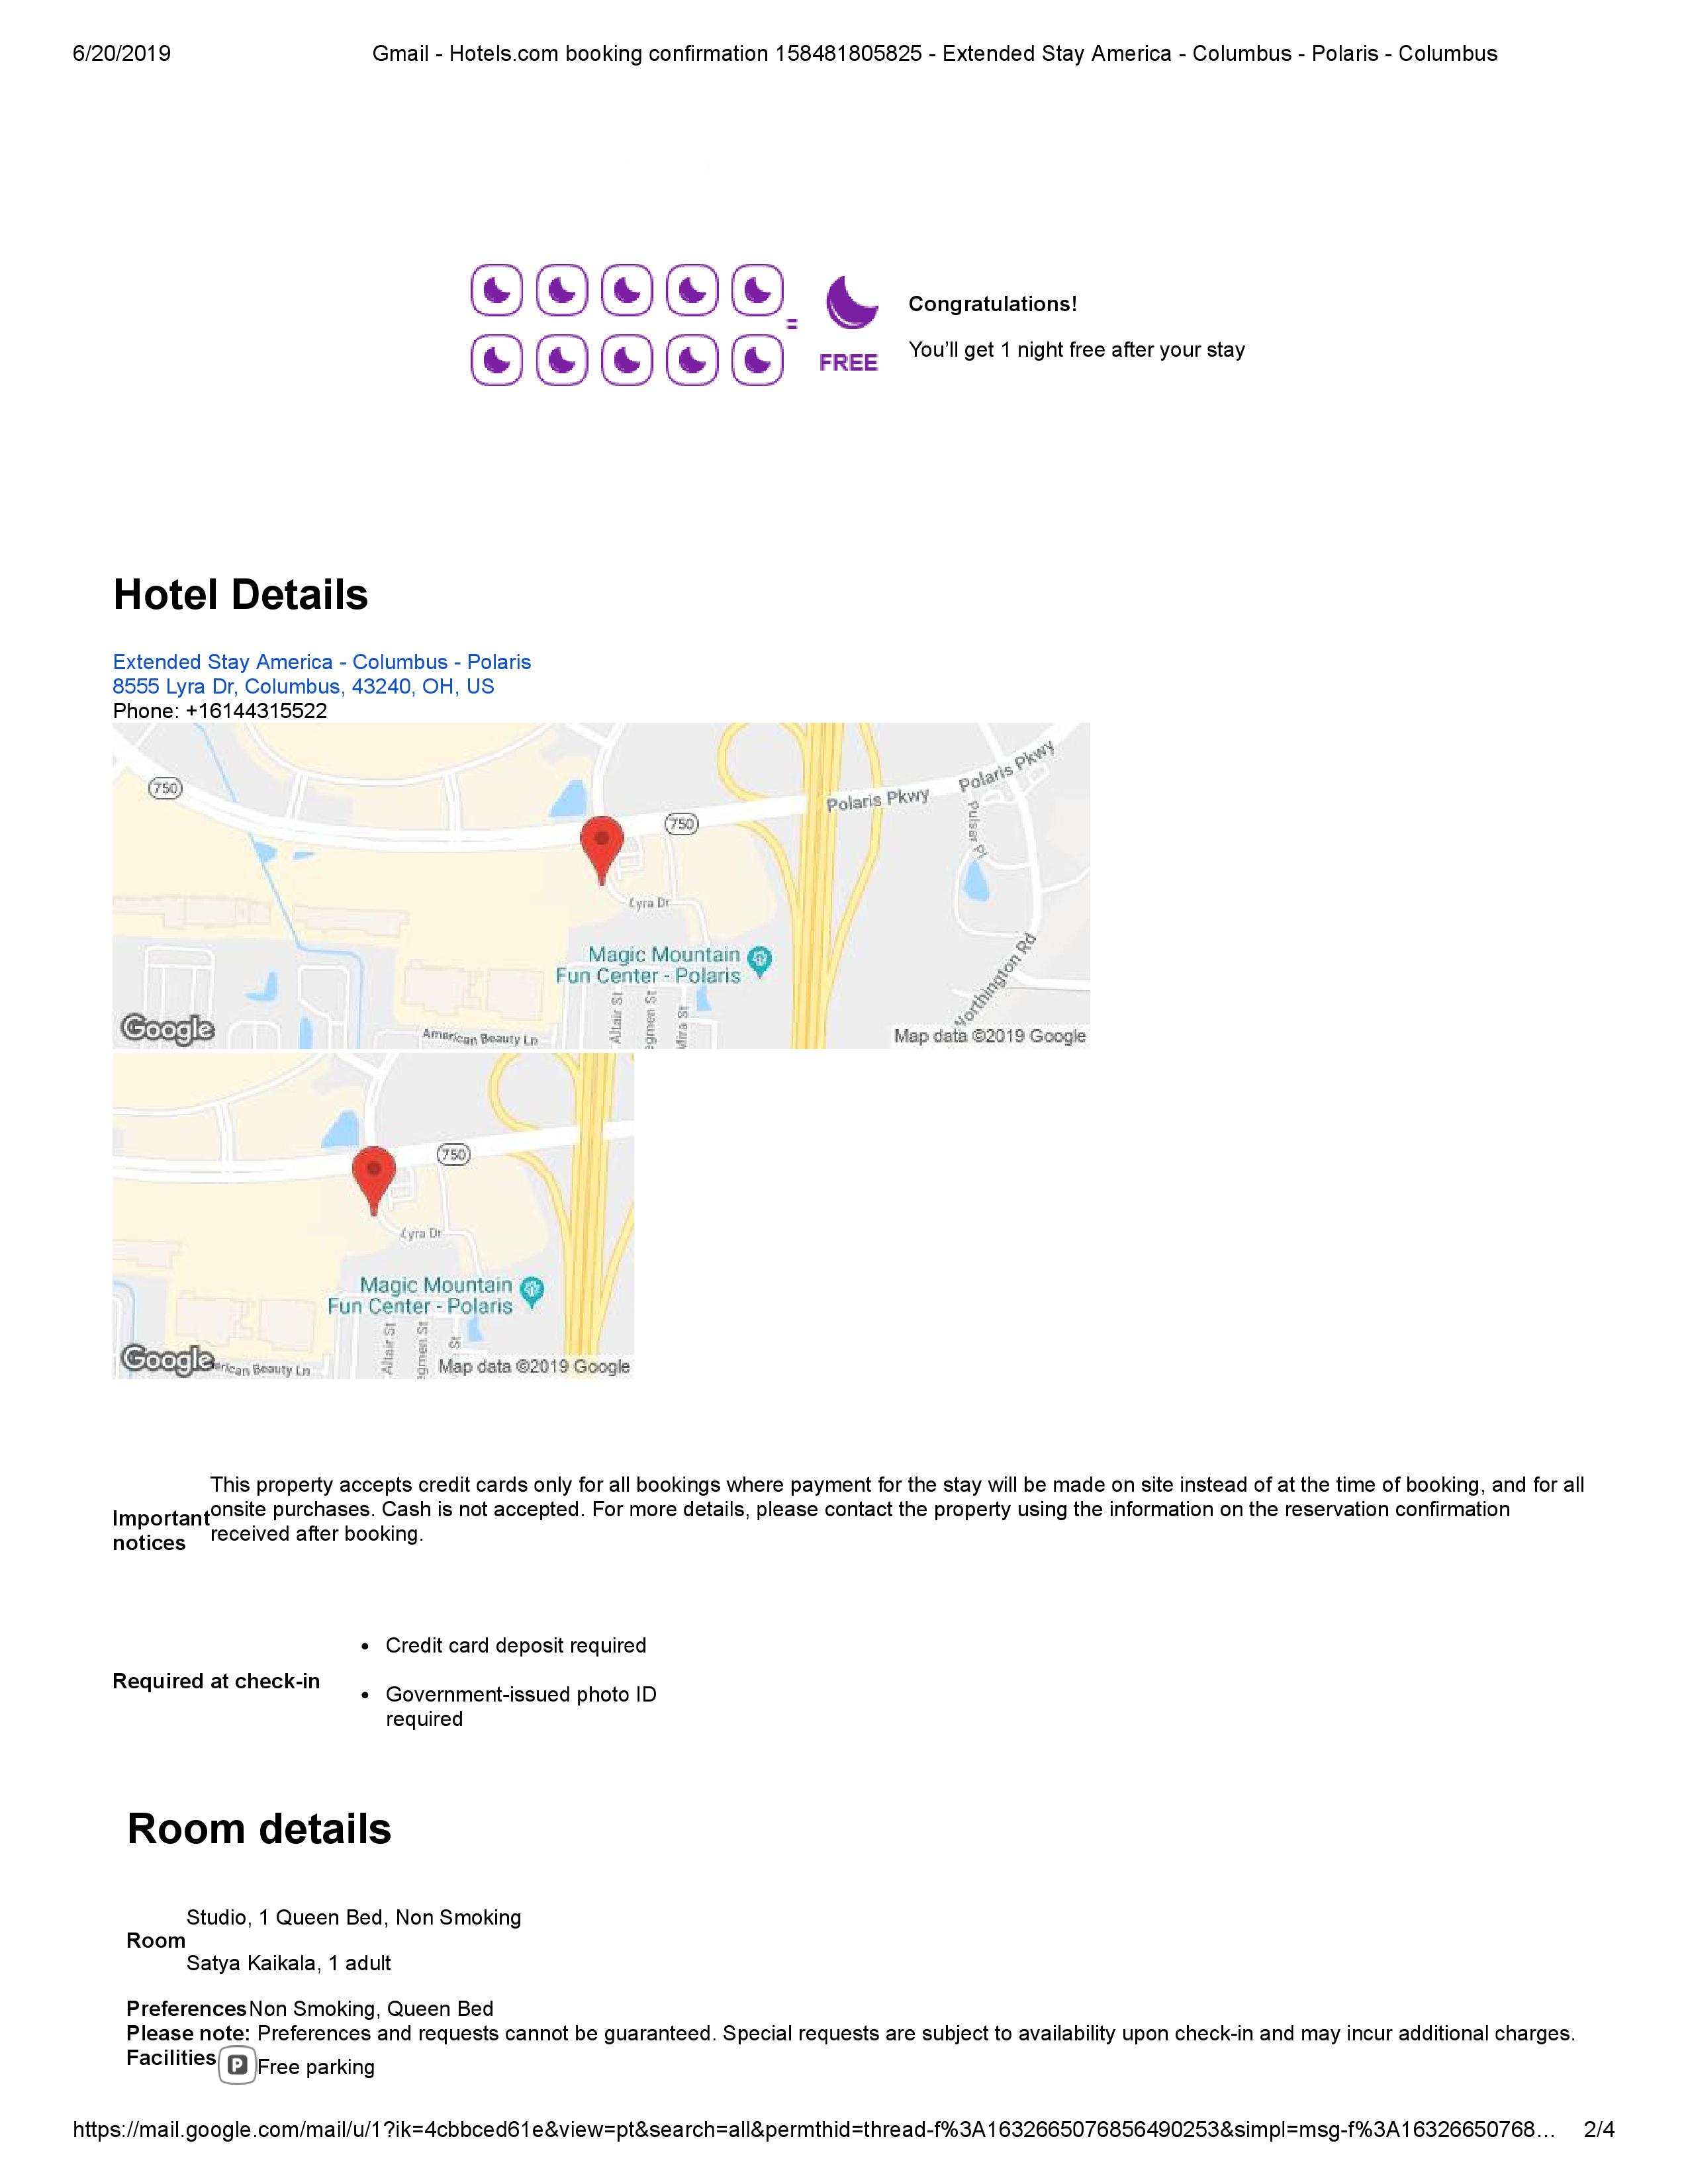 6/20/2019 Gmail - Hotels.com booking confirmation 158481805825 - Extended Stay America - Columbus - Polaris - Columbus
=
FREE
Congratulations!
You’ll get 1 night free after your stay
Hotel Details
Extended Stay America - Columbus - Polaris
8555 Lyra Dr, Columbus, 43240, OH, US
Phone: +16144315522
750
Polaris Pkwy
Polaris Pkwy
Pulsar Pl
750
Lyra Dr
Magic Mountain
Fun Center - Polaris
Worthington Rd
Altair St
egmen St
Mira St
American Beauty Ln
Google
Map data ©2019 Google
750
Lyra Dr
Magic Mountain
Fun Center - Polaris
Altair St
egmen St
St
Google
erican Beauty Ln
Map data ©2019 Google
Important notices
This property accepts credit cards only for all bookings where payment for the stay will be made on site instead of at the time of booking, and for all
onsite purchases. Cash is not accepted. For more details, please contact the property using the information on the reservation confirmation
received after booking.
Required at check-in
• Credit card deposit required
• Government-issued photo ID
required
Room details
Room
Studio, 1 Queen Bed, Non Smoking
Satya Kaikala, 1 adult
Preferences Non Smoking, Queen Bed
Please note: Preferences and requests cannot be guaranteed. Special requests are subject to availability upon check-in and may incur additional charges.
Facilities P Free parking
https://mail.google.com/mail/u/1?ik=4cbbced61e&view=pt&search=all&permthid=thread-f%3A1632665076856490253&simpl=msg-f%3A16326650768… 2/4